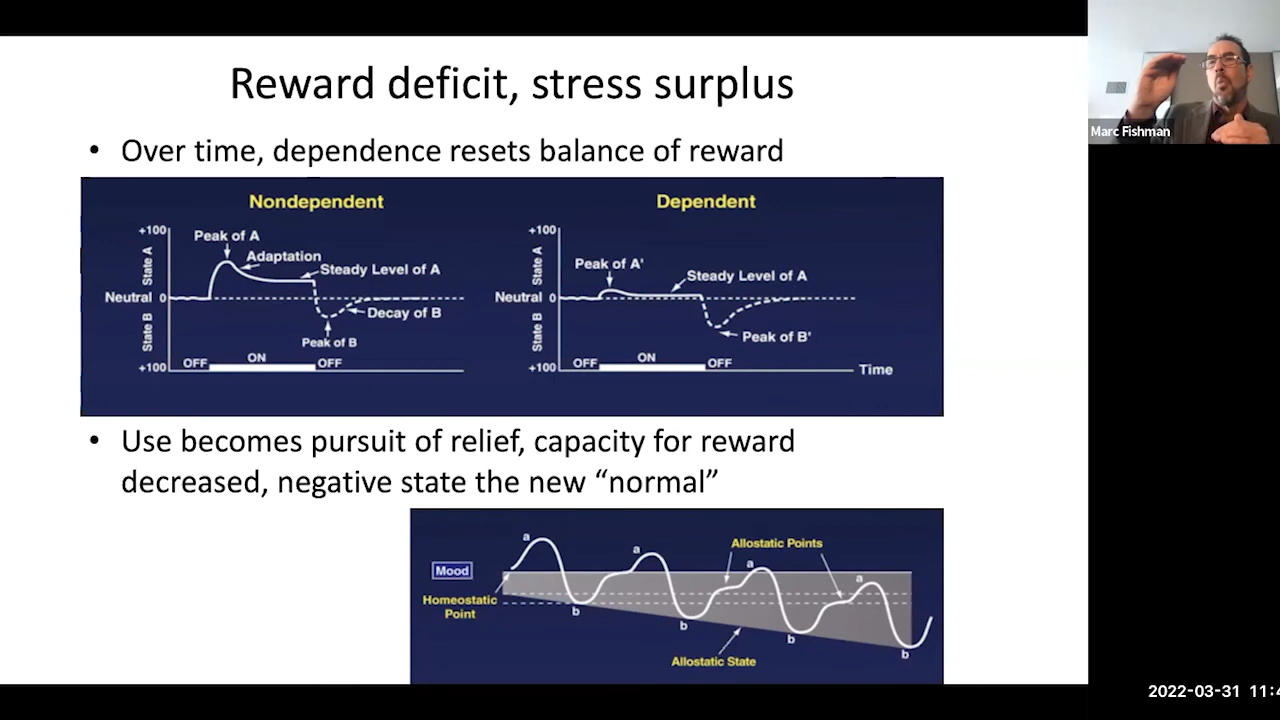 Reward deficit, stress surplus
Marc Fishman
• Over time, dependence resets balance of reward
Nondependent
+100
State A
Peak of A
Adaptation
Steady Level of A
Neutral 0
State B
Decay of B
Peak of B
OFF ON OFF
+100
Dependent
+100
State A
Peak of A'
Steady Level of A
Neutral 0
State B
Peak of B'
OFF ON OFF
+100
Time
• Use becomes pursuit of relief, capacity for reward
decreased, negative state the new “normal”
Mood
Homeostatic
Point
a
a
a
a
Allostatic Points
b
b
b
b
Allostatic State
2022-03-31 11:4